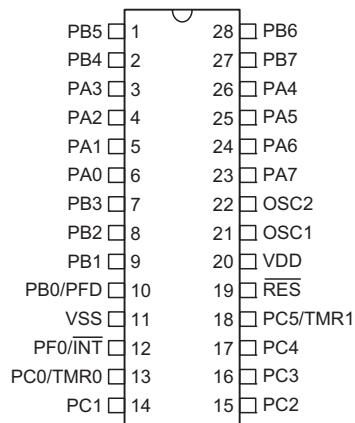 PB5 1 28 PB6
PB4 2 27 PB7
PA3 3 26 PA4
PA2 4 25 PA5
PA1 5 24 PA6
PA0 6 23 PA7
PB3 7 22 OSC2
PB2 8 21 OSC1
PB1 9 20 VDD
PB0/PFD 10 19 R̅E̅S̅
VSS 11 18 PC5/TMR1
PF0/I̅N̅T̅ 12 17 PC4
PC0/TMR0 13 16 PC3
PC1 14 15 PC2